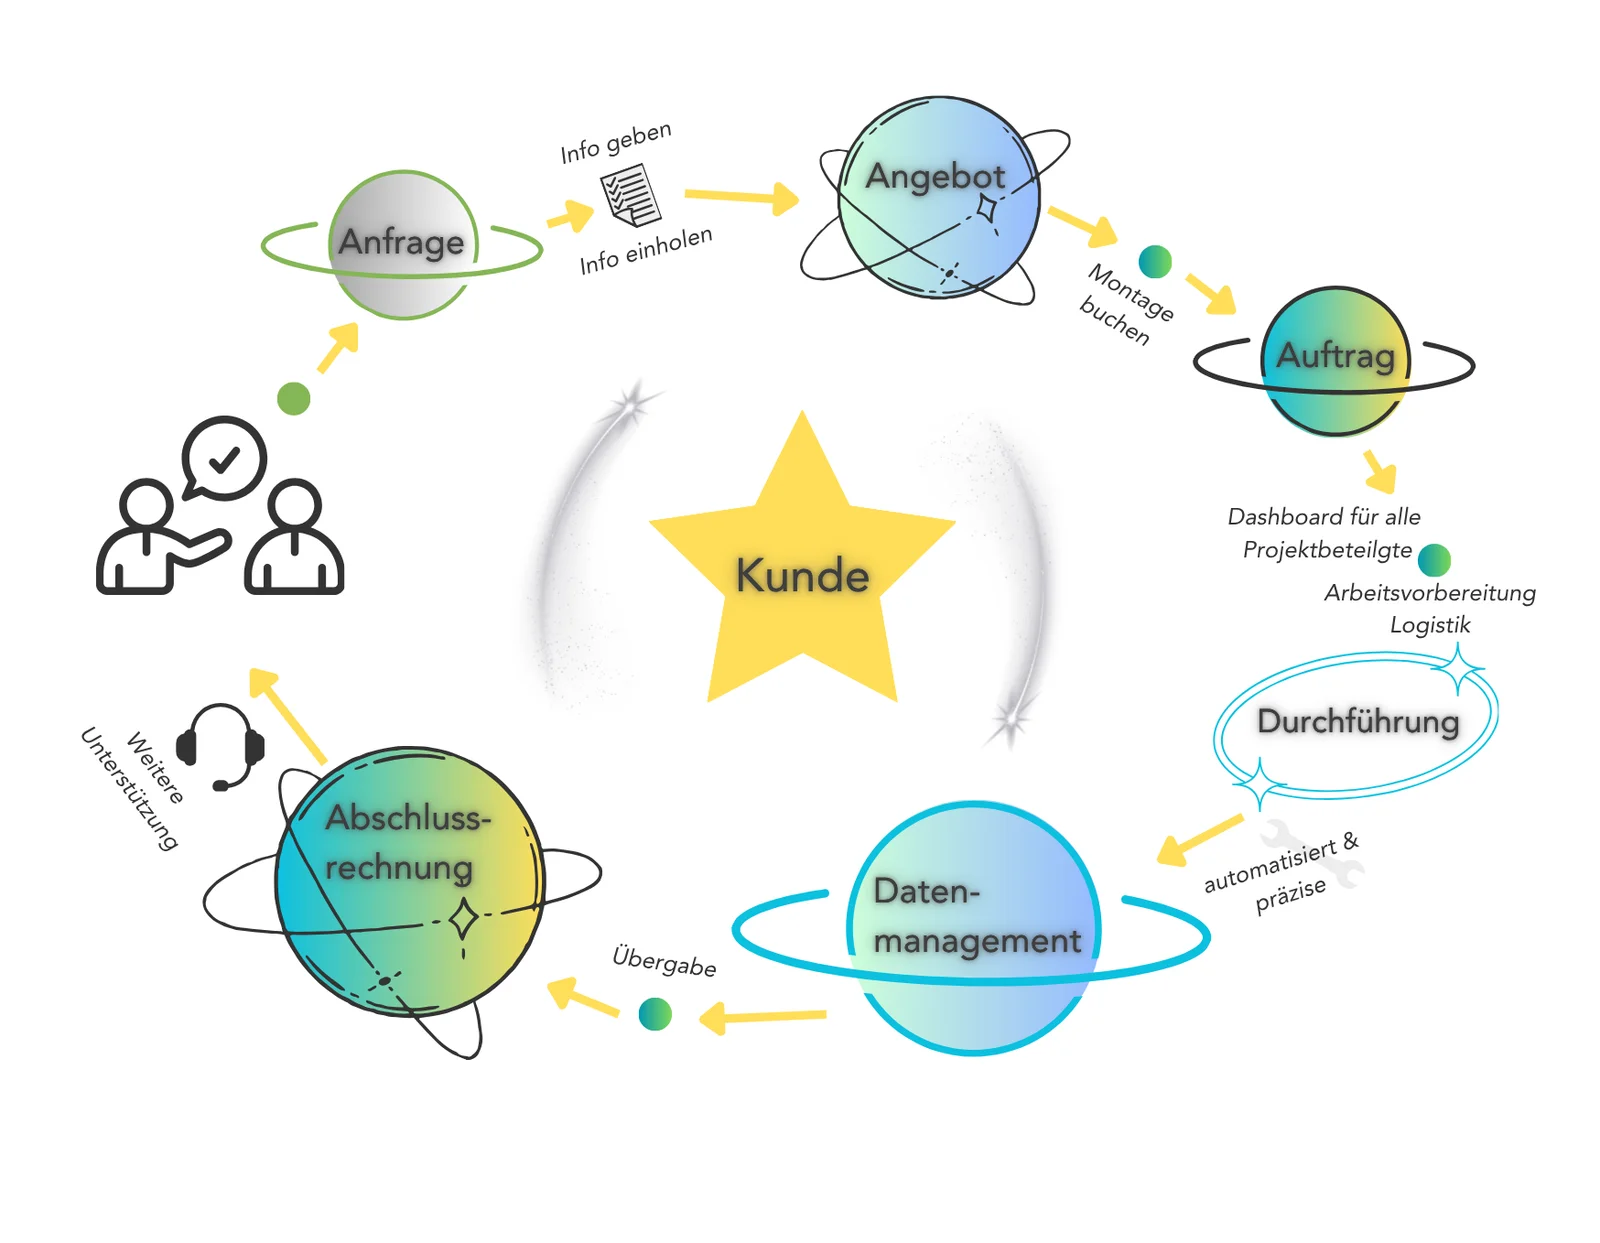 Anfrage
Info geben
Info einholen
Angebot
Montage
buchen
Auftrag
Dashboard für alle
Projektbeteilgte
Arbeitsvorbereitung
Logistik
Durchführung
automatisiert &
präzise
Daten-
management
Übergabe
Abschluss-
rechnung
Weitere
Unterstützung
Kunde